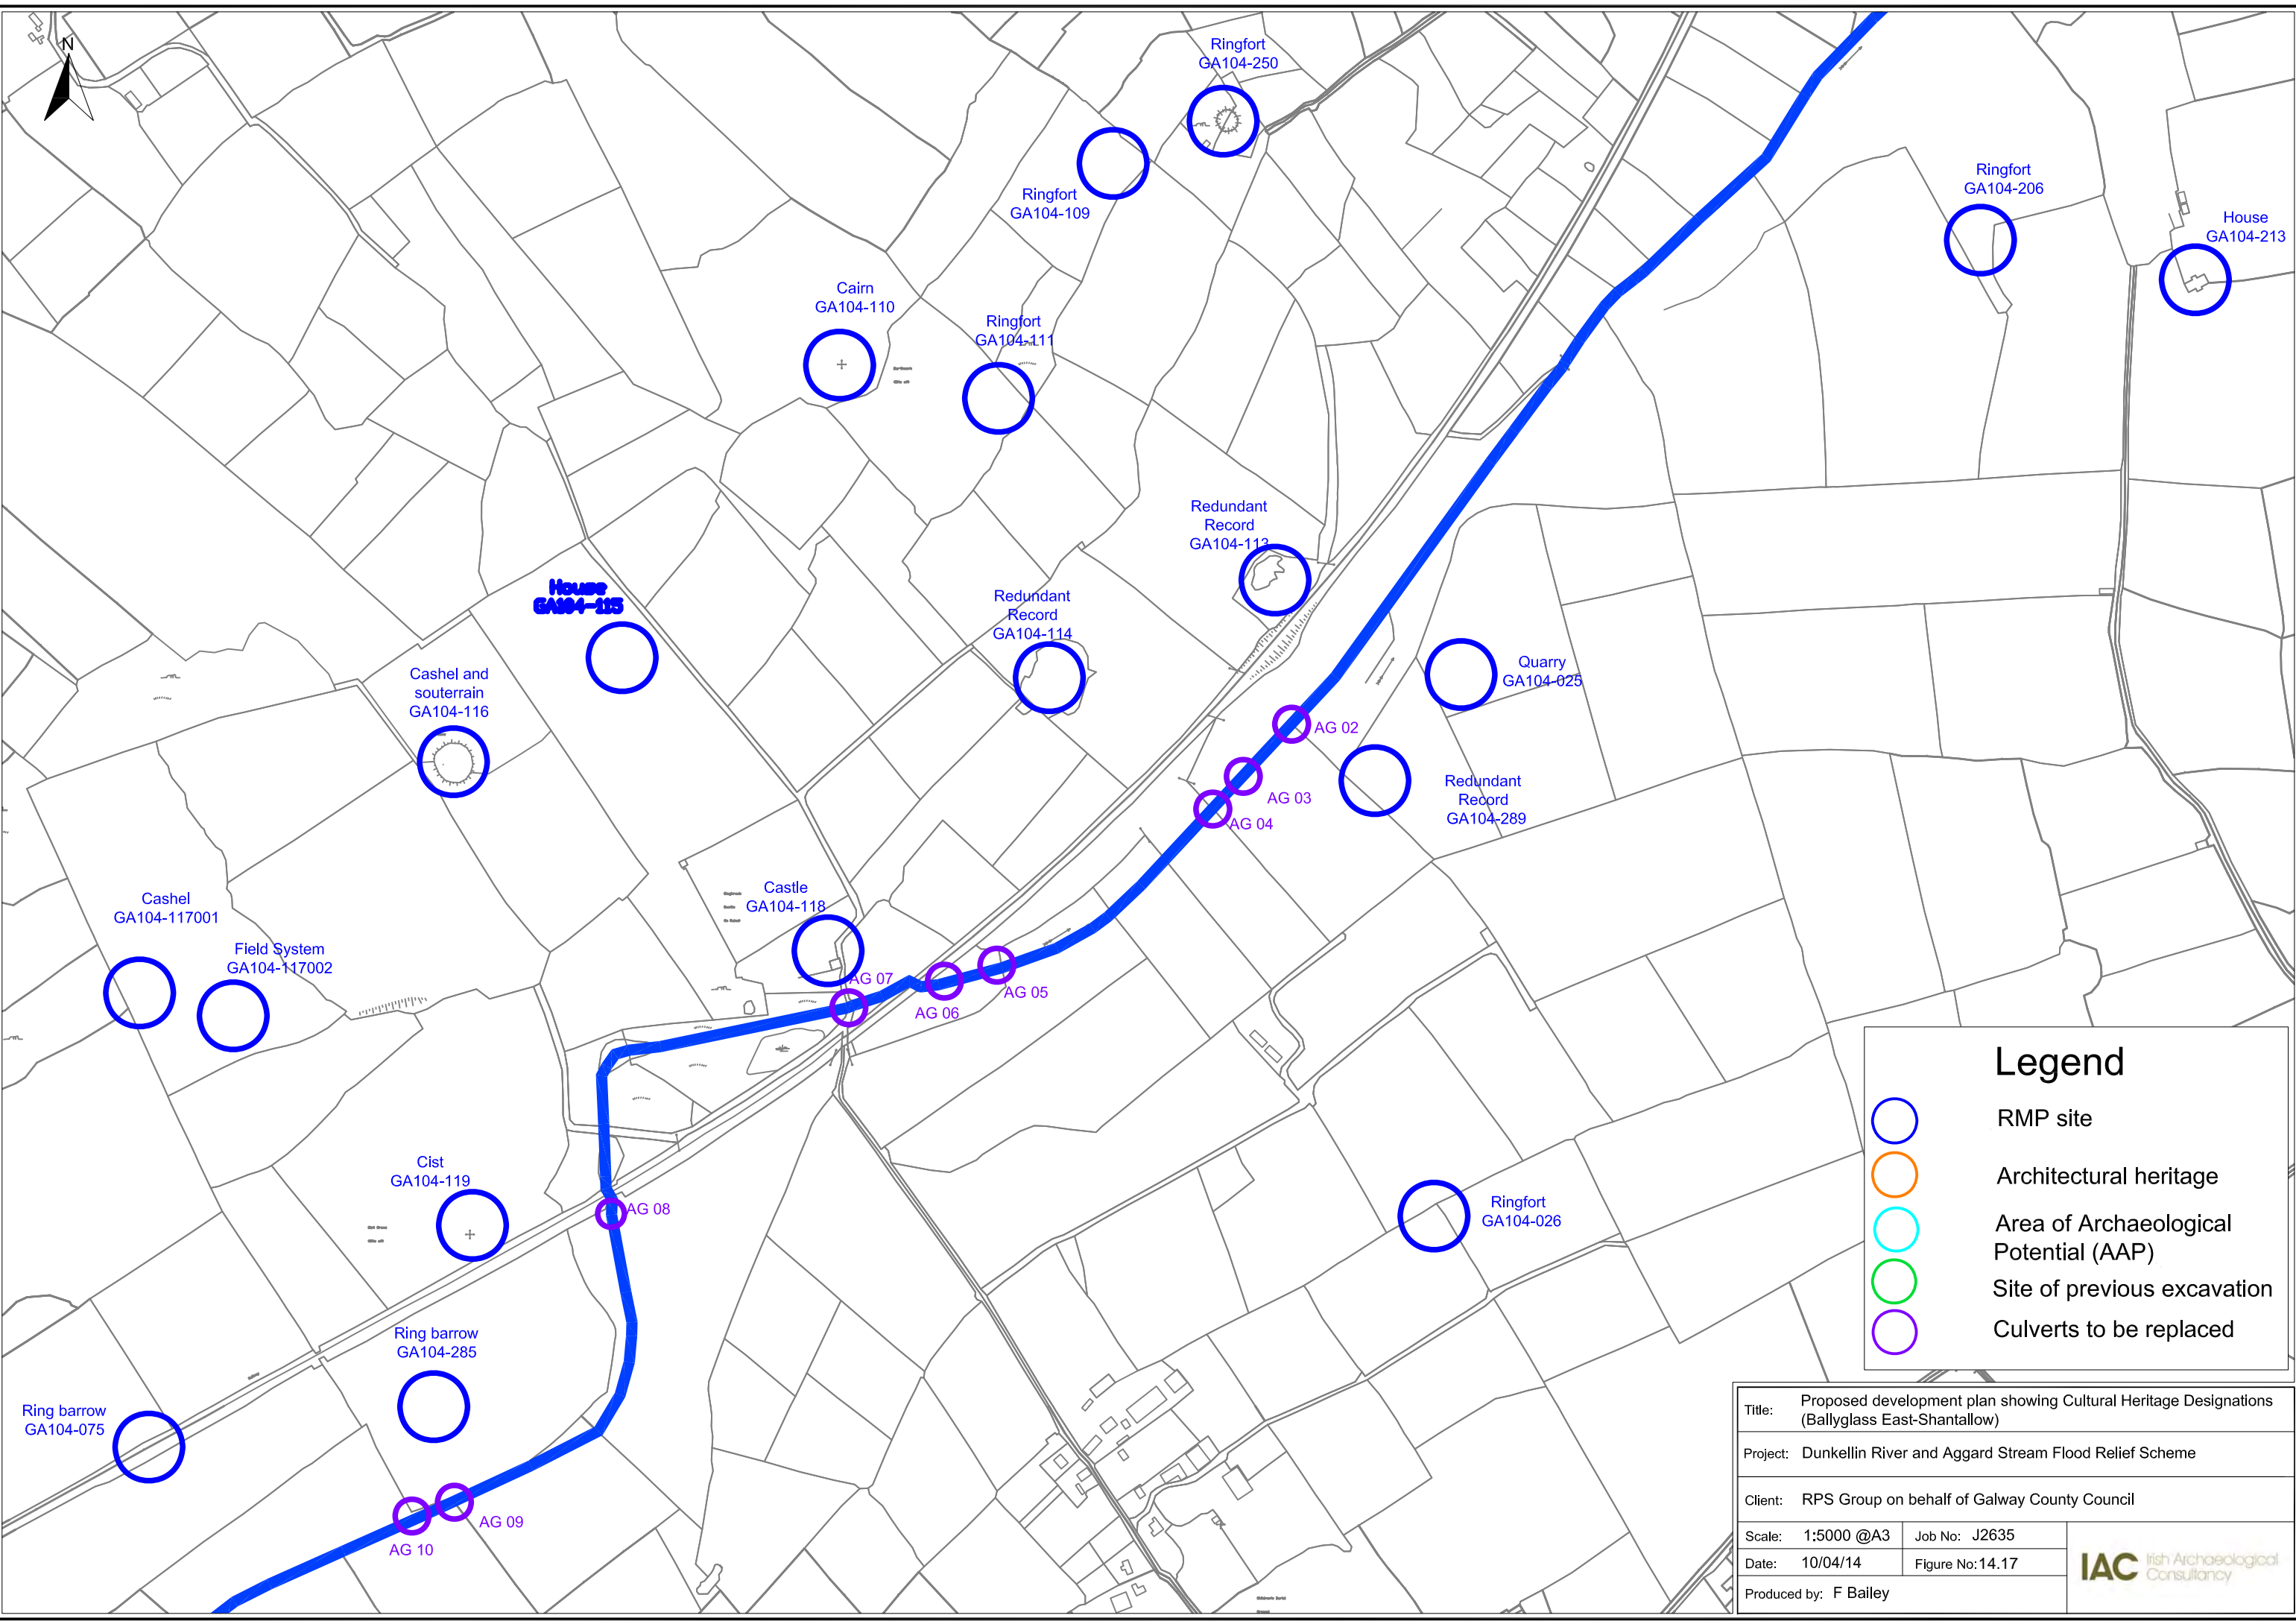 N
Ringfort
GA104-250
Ringfort
GA104-109
Ringfort
GA104-206
House
GA104-213
Cairn
GA104-110
Ringfort
GA104-111
Redundant
Record
GA104-113
House
GA104-115
Redundant
Record
GA104-114
Cashel and
souterrain
GA104-116
Quarry
GA104-025
AG 02
Redundant
Record
GA104-289
AG 03
AG 04
Castle
GA104-118
Cashel
GA104-117001
Field System
GA104-117002
AG 07
AG 05
AG 06
Cist
GA104-119
AG 08
Ringfort
GA104-026
Ring barrow
GA104-285
Ring barrow
GA104-075
AG 09
AG 10
Legend
RMP site
Architectural heritage
Area of Archaeological
Potential (AAP)
Site of previous excavation
Culverts to be replaced
Title: Proposed development plan showing Cultural Heritage Designations
(Ballyglass East-Shantallow)
Project: Dunkellin River and Aggard Stream Flood Relief Scheme
Client: RPS Group on behalf of Galway County Council
Scale: 1:5000 @A3 Job No: J2635
Date: 10/04/14 Figure No:14.17
Produced by: F Bailey
IAC Irish Archaeological
Consultancy